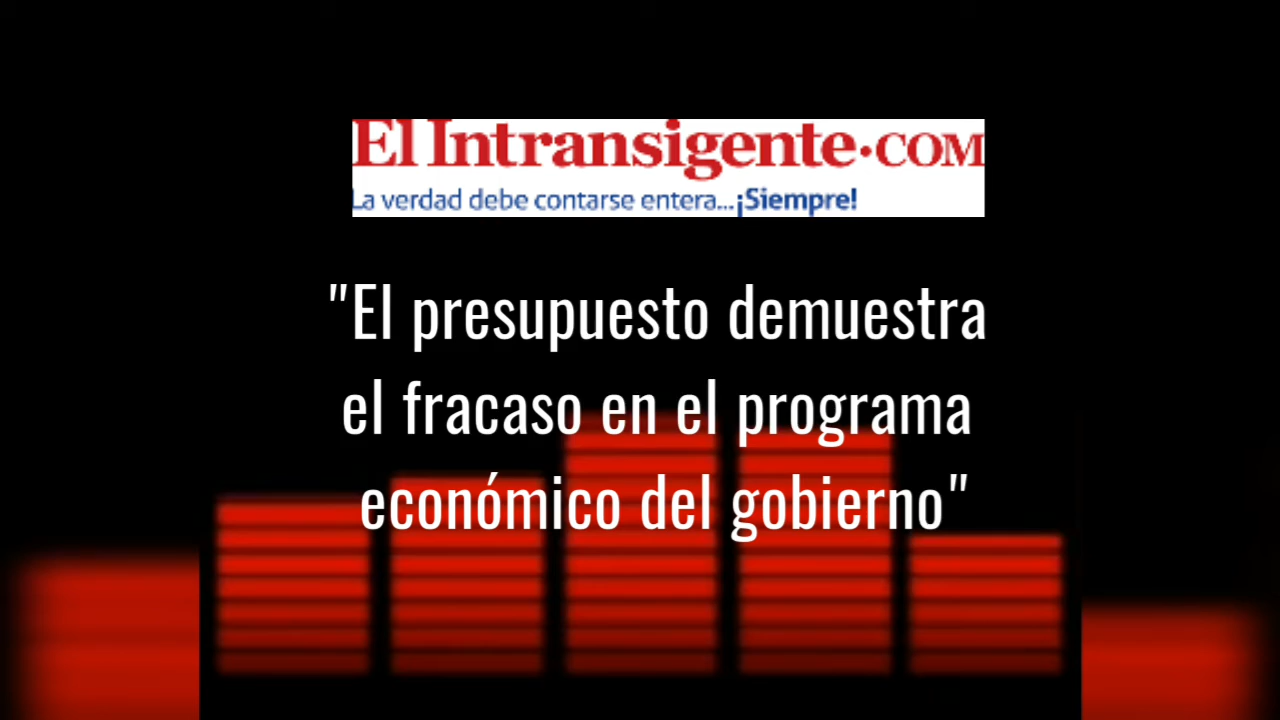 El Intransigente.COM
La verdad debe contarse entera...¡Siempre!
"El presupuesto demuestra
el fracaso en el programa
económico del gobierno"